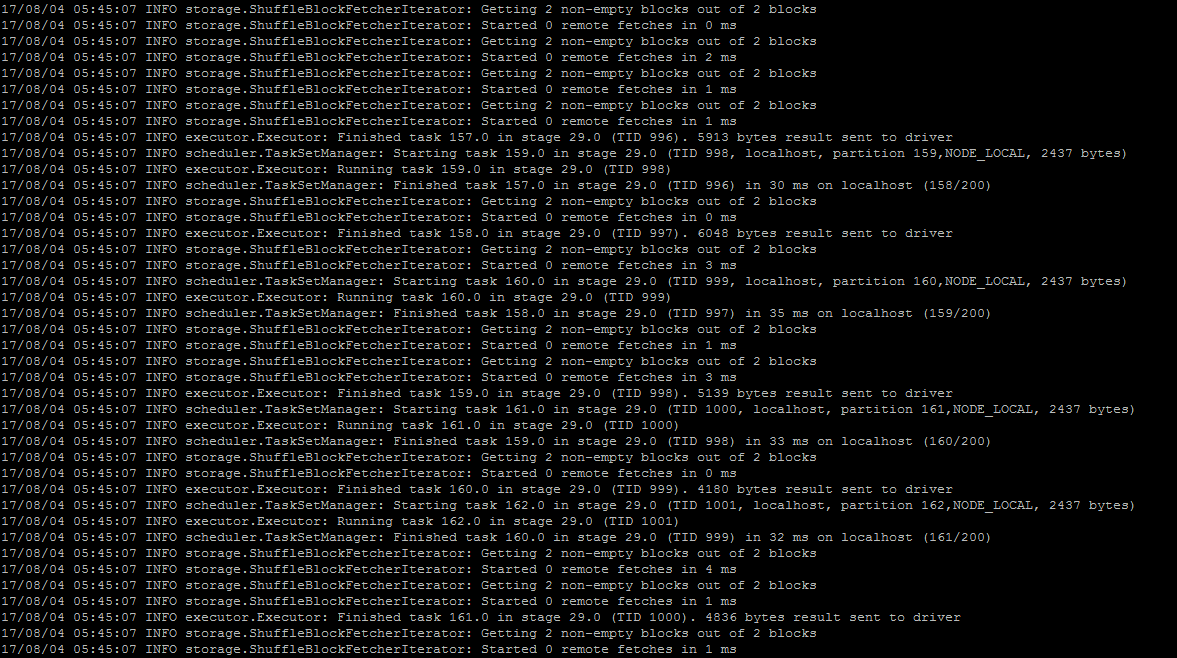 17/08/04 05:45:07 INFO storage.ShuffleBlockFetcherIterator: Getting 2 non-empty blocks out of 2 blocks
17/08/04 05:45:07 INFO storage.ShuffleBlockFetcherIterator: Started 0 remote fetches in 0 ms
17/08/04 05:45:07 INFO storage.ShuffleBlockFetcherIterator: Getting 2 non-empty blocks out of 2 blocks
17/08/04 05:45:07 INFO storage.ShuffleBlockFetcherIterator: Started 0 remote fetches in 2 ms
17/08/04 05:45:07 INFO storage.ShuffleBlockFetcherIterator: Getting 2 non-empty blocks out of 2 blocks
17/08/04 05:45:07 INFO storage.ShuffleBlockFetcherIterator: Started 0 remote fetches in 1 ms
17/08/04 05:45:07 INFO storage.ShuffleBlockFetcherIterator: Getting 2 non-empty blocks out of 2 blocks
17/08/04 05:45:07 INFO storage.ShuffleBlockFetcherIterator: Started 0 remote fetches in 1 ms
17/08/04 05:45:07 INFO executor.Executor: Finished task 157.0 in stage 29.0 (TID 996). 5913 bytes result sent to driver
17/08/04 05:45:07 INFO scheduler.TaskSetManager: Starting task 159.0 in stage 29.0 (TID 998, localhost, partition 159,NODE_LOCAL, 2437 bytes)
17/08/04 05:45:07 INFO executor.Executor: Running task 159.0 in stage 29.0 (TID 998)
17/08/04 05:45:07 INFO scheduler.TaskSetManager: Finished task 157.0 in stage 29.0 (TID 996) in 30 ms on localhost (158/200)
17/08/04 05:45:07 INFO storage.ShuffleBlockFetcherIterator: Getting 2 non-empty blocks out of 2 blocks
17/08/04 05:45:07 INFO storage.ShuffleBlockFetcherIterator: Started 0 remote fetches in 0 ms
17/08/04 05:45:07 INFO executor.Executor: Finished task 158.0 in stage 29.0 (TID 997). 6048 bytes result sent to driver
17/08/04 05:45:07 INFO storage.ShuffleBlockFetcherIterator: Getting 2 non-empty blocks out of 2 blocks
17/08/04 05:45:07 INFO storage.ShuffleBlockFetcherIterator: Started 0 remote fetches in 3 ms
17/08/04 05:45:07 INFO scheduler.TaskSetManager: Starting task 160.0 in stage 29.0 (TID 999, localhost, partition 160,NODE_LOCAL, 2437 bytes)
17/08/04 05:45:07 INFO executor.Executor: Running task 160.0 in stage 29.0 (TID 999)
17/08/04 05:45:07 INFO scheduler.TaskSetManager: Finished task 158.0 in stage 29.0 (TID 997) in 35 ms on localhost (159/200)
17/08/04 05:45:07 INFO storage.ShuffleBlockFetcherIterator: Getting 2 non-empty blocks out of 2 blocks
17/08/04 05:45:07 INFO storage.ShuffleBlockFetcherIterator: Started 0 remote fetches in 1 ms
17/08/04 05:45:07 INFO storage.ShuffleBlockFetcherIterator: Getting 2 non-empty blocks out of 2 blocks
17/08/04 05:45:07 INFO storage.ShuffleBlockFetcherIterator: Started 0 remote fetches in 3 ms
17/08/04 05:45:07 INFO executor.Executor: Finished task 159.0 in stage 29.0 (TID 998). 5139 bytes result sent to driver
17/08/04 05:45:07 INFO scheduler.TaskSetManager: Starting task 161.0 in stage 29.0 (TID 1000, localhost, partition 161,NODE_LOCAL, 2437 bytes)
17/08/04 05:45:07 INFO executor.Executor: Running task 161.0 in stage 29.0 (TID 1000)
17/08/04 05:45:07 INFO scheduler.TaskSetManager: Finished task 159.0 in stage 29.0 (TID 998) in 33 ms on localhost (160/200)
17/08/04 05:45:07 INFO storage.ShuffleBlockFetcherIterator: Getting 2 non-empty blocks out of 2 blocks
17/08/04 05:45:07 INFO storage.ShuffleBlockFetcherIterator: Started 0 remote fetches in 0 ms
17/08/04 05:45:07 INFO executor.Executor: Finished task 160.0 in stage 29.0 (TID 999). 4180 bytes result sent to driver
17/08/04 05:45:07 INFO scheduler.TaskSetManager: Starting task 162.0 in stage 29.0 (TID 1001, localhost, partition 162,NODE_LOCAL, 2437 bytes)
17/08/04 05:45:07 INFO executor.Executor: Running task 162.0 in stage 29.0 (TID 1001)
17/08/04 05:45:07 INFO scheduler.TaskSetManager: Finished task 160.0 in stage 29.0 (TID 999) in 32 ms on localhost (161/200)
17/08/04 05:45:07 INFO storage.ShuffleBlockFetcherIterator: Getting 2 non-empty blocks out of 2 blocks
17/08/04 05:45:07 INFO storage.ShuffleBlockFetcherIterator: Started 0 remote fetches in 4 ms
17/08/04 05:45:07 INFO storage.ShuffleBlockFetcherIterator: Getting 2 non-empty blocks out of 2 blocks
17/08/04 05:45:07 INFO storage.ShuffleBlockFetcherIterator: Started 0 remote fetches in 1 ms
17/08/04 05:45:07 INFO executor.Executor: Finished task 161.0 in stage 29.0 (TID 1000). 4836 bytes result sent to driver
17/08/04 05:45:07 INFO storage.ShuffleBlockFetcherIterator: Getting 2 non-empty blocks out of 2 blocks
17/08/04 05:45:07 INFO storage.ShuffleBlockFetcherIterator: Started 0 remote fetches in 1 ms